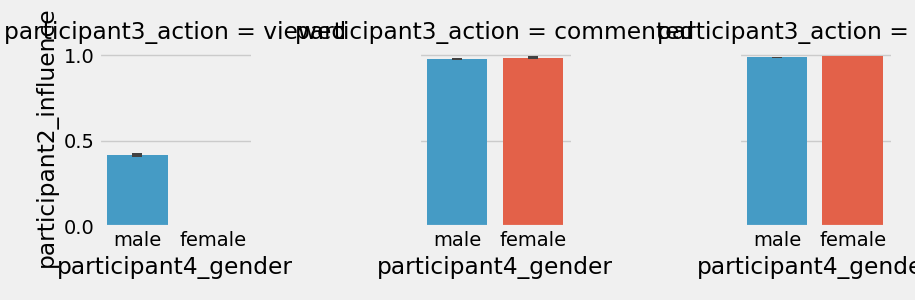 participant3_action = viewed
participant3_action = commented
participant3_action =
participant2_influence
1.0
0.5
0.0
male female
male female
male female
participant4_gender
participant4_gender
participant4_gende